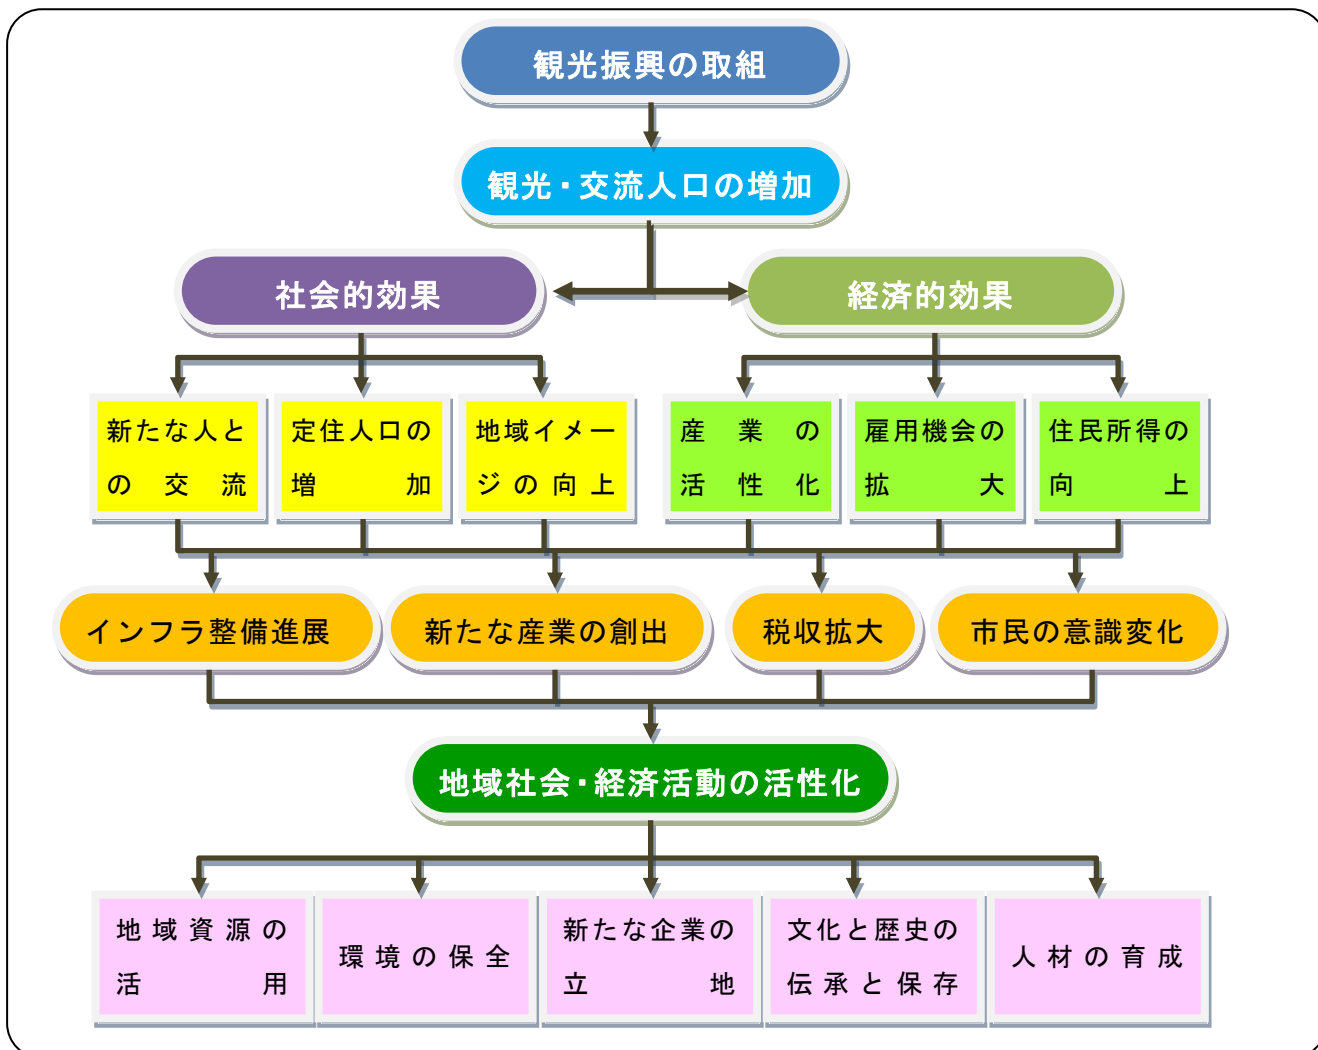 観光振興の取組
観光・交流人口の増加
社会的効果
経済的効果
新たな人と
の交流
定住人口の
増加
地域イメー
ジの向上
産業の
活性化
雇用機会の
拡大
住民所得の
向上
インフラ整備進展
新たな産業の創出
税収拡大
市民の意識変化
地域社会・経済活動の活性化
地域資源の
活用
環境の保全
新たな企業の
立地
文化と歴史の
伝承と保存
人材の育成